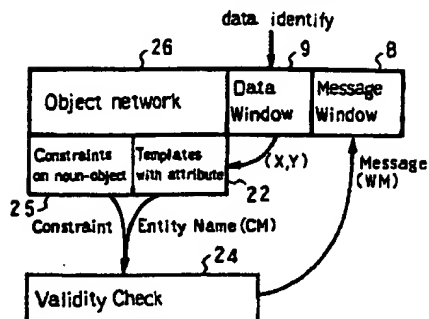 data identify
26
9
8
Object network
Data Window
Message Window
Constraints on noun-object
Templates with attribute
(X,Y)
22
25
Message (WM)
Constraint
Entity Name (CM)
24
Validity Check